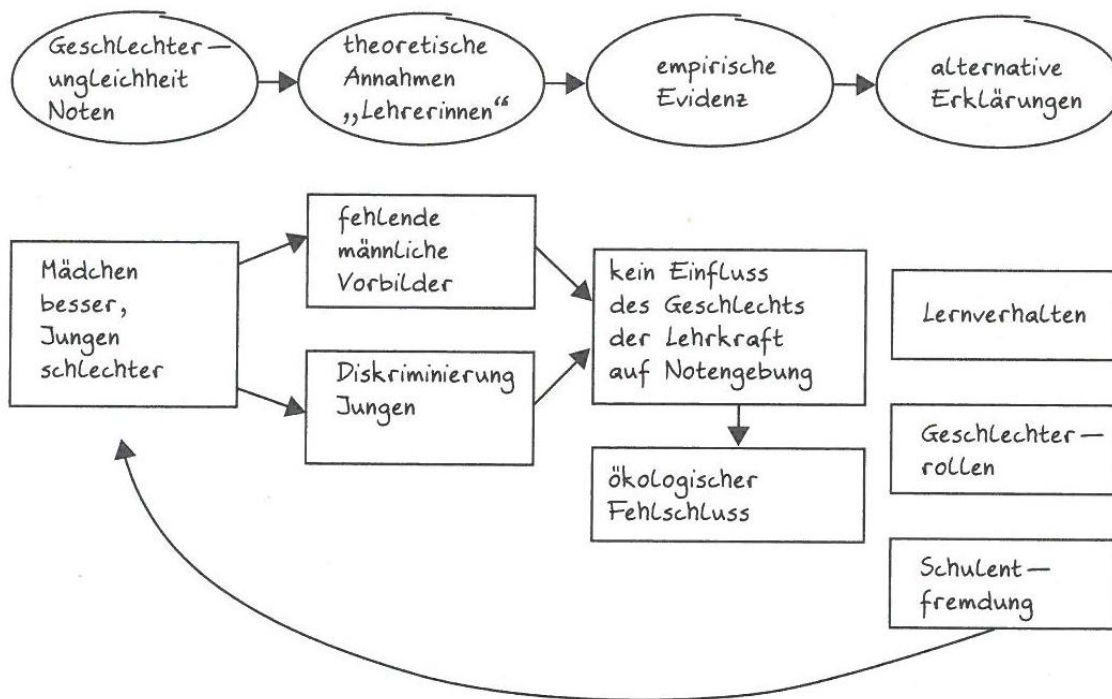 Geschlechter—
ungleichheit
Noten
theoretische
Annahmen
„Lehrerinnen“
empirische
Evidenz
alternative
Erklärungen
Mädchen
besser,
Jungen
schlechter
fehlende
männliche
Vorbilder
Diskriminierung
Jungen
kein Einfluss
des Geschlechts
der Lehrkraft
auf Notengebung
ökologischer
Fehlschluss
Lernverhalten
Geschlechter—
rollen
Schulent—
fremdung